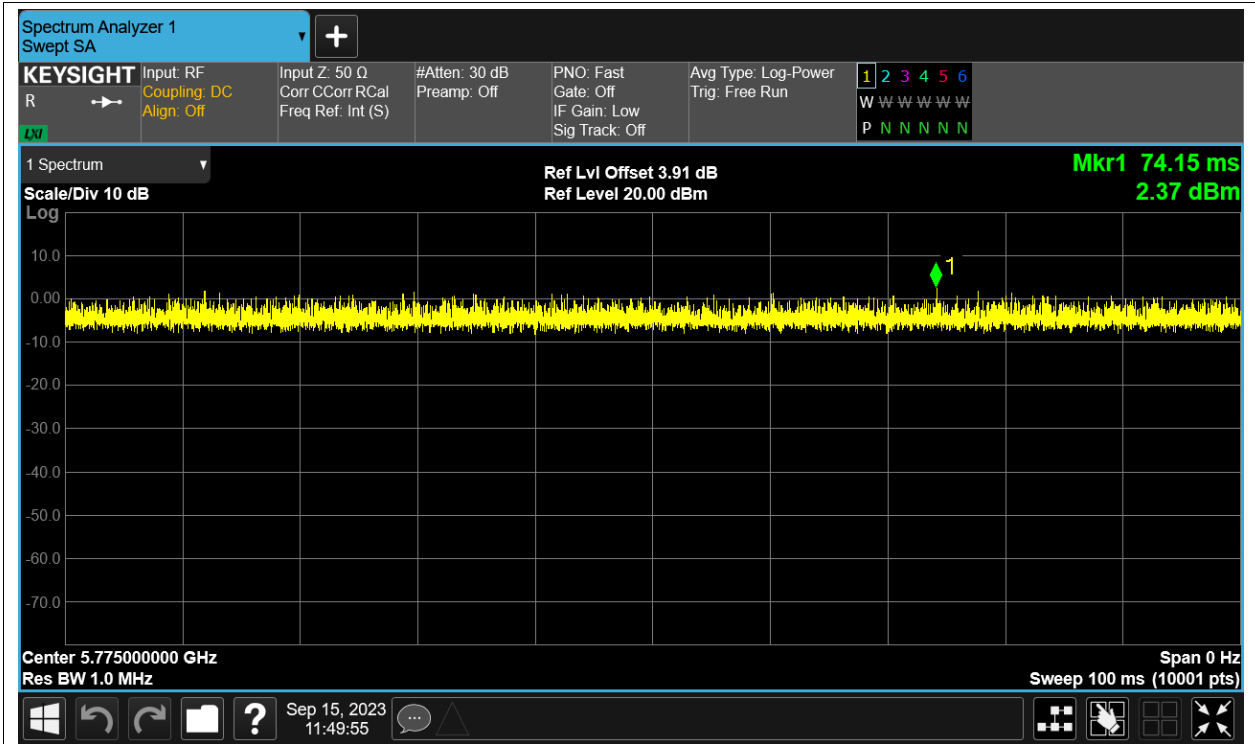 Spectrum Analyzer 1
Swept SA
KEYSIGHT
R
LXI
Input: RF
Coupling: DC
Align: Off
Input Z: 50 Ω
Corr CCorr RCal
Freq Ref: Int (S)
#Atten: 30 dB
Preamp: Off
PNO: Fast
Gate: Off
IF Gain: Low
Sig Track: Off
Avg Type: Log-Power
Trig: Free Run
1 2 3 4 5 6
W W W W W W
P N N N N N
1 Spectrum
Scale/Div 10 dB
Ref Lvl Offset 3.91 dB
Ref Level 20.00 dBm
Mkr1 74.15 ms
2.37 dBm
Log
10.0
0.00
-10.0
-20.0
-30.0
-40.0
-50.0
-60.0
-70.0
1
Center 5.775000000 GHz
Res BW 1.0 MHz
Span 0 Hz
Sweep 100 ms (10001 pts)
?
Sep 15, 2023
11:49:55